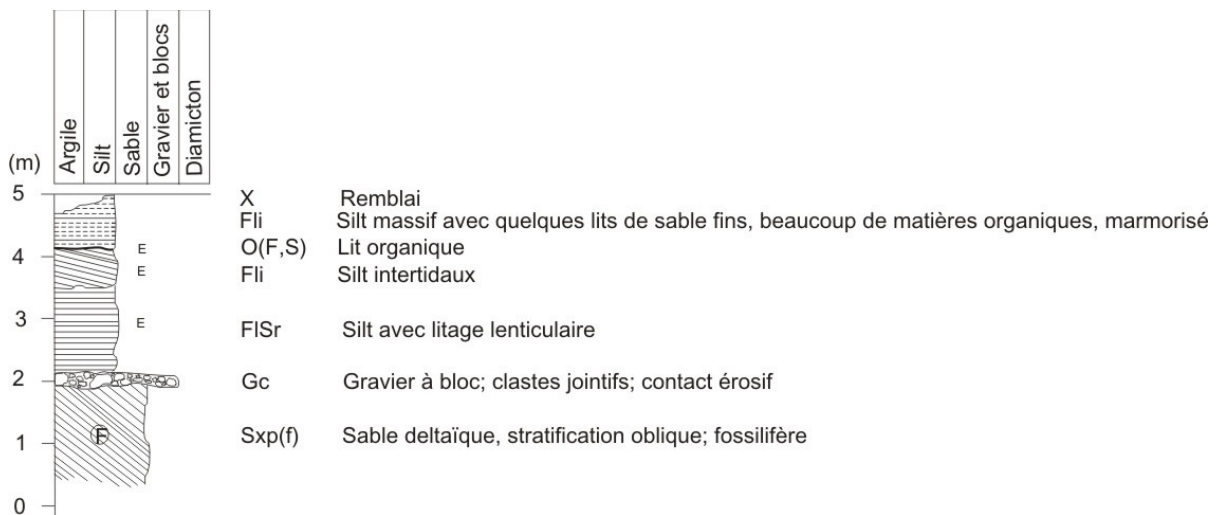 Argile
Silt
Sable
Gravier et blocs
Diamicton
(m)
5
X Remblai
Fli Silt massif avec quelques lits de sable fins, beaucoup de matières organiques, marmorisé
E O(F,S) Lit organique
4
E Fli Silt intertidaux
3
E FlSr Silt avec litage lenticulaire
2
Gc Gravier à bloc; clastes jointifs; contact érosif
F Sxp(f) Sable deltaïque, stratification oblique; fossilifère
1
0